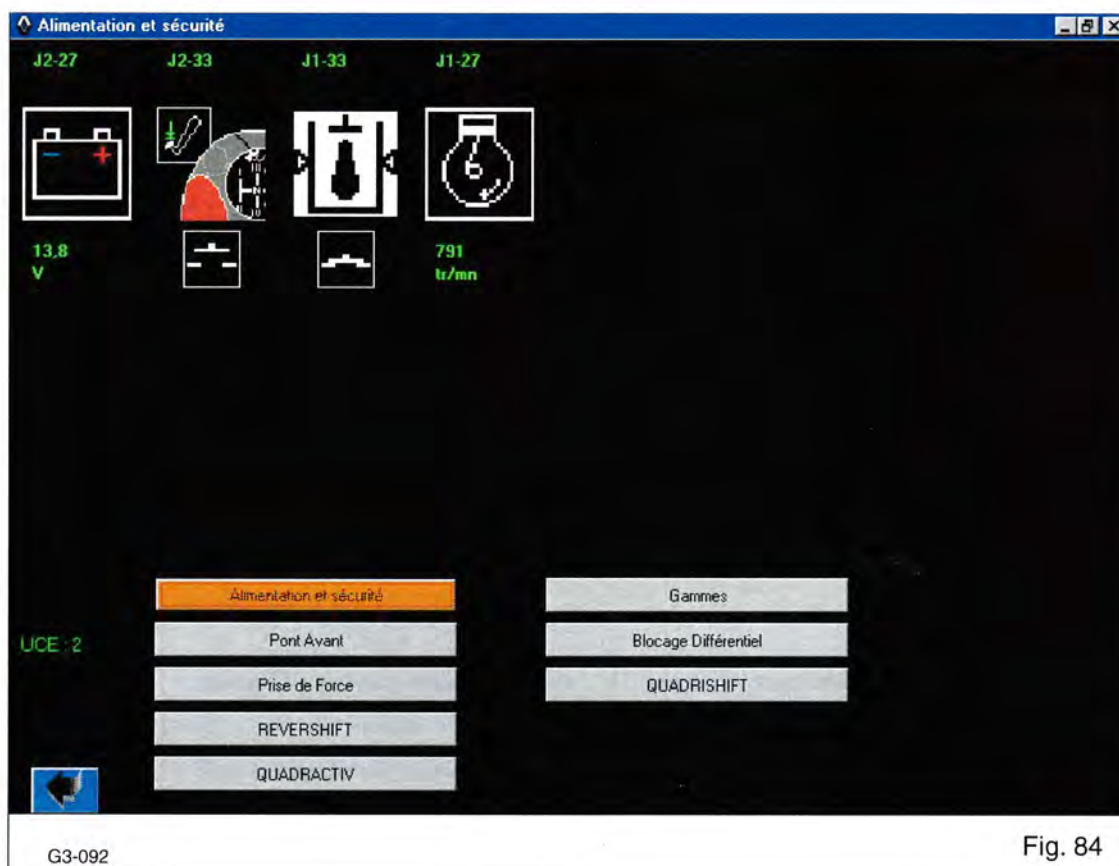 Alimentation et sécurité
J2-27 J2-33 J1-33 J1-27
13,8 791
V tr/mn
Alimentation et sécurité Gammes
UCE : 2 Pont Avant Blocage Différentiel
Prise de Force QUADRISHIFT
REVERSHIFT
QUADRACTIV
G3-092 Fig. 84